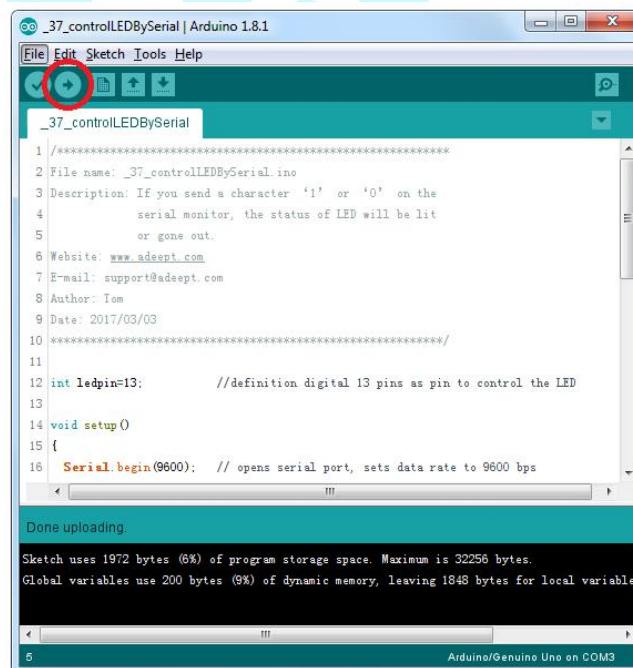 _37_controlLEDBySerial | Arduino 1.8.1
File Edit Sketch Tools Help
_37_controlLEDBySerial
1 /**********************************************************
2 File name: _37_controlLEDBySerial.ino
3 Description: If you send a character ‘1’ or ‘0’ on the
4 serial monitor, the status of LED will be lit
5 or gone out.
6 Website: www.adeept.com
7 E-mail: support@adeept.com
8 Author: Tom
9 Date: 2017/03/03
10 **********************************************************/
11
12 int ledpin=13; //definition digital 13 pins as pin to control the LED
13
14 void setup()
15 {
16 Serial.begin(9600); // opens serial port, sets data rate to 9600 bps
Done uploading.
Sketch uses 1972 bytes (6%) of program storage space. Maximum is 32256 bytes.
Global variables use 200 bytes (9%) of dynamic memory, leaving 1848 bytes for local variable
5 Arduino/Genuino Uno on COM3